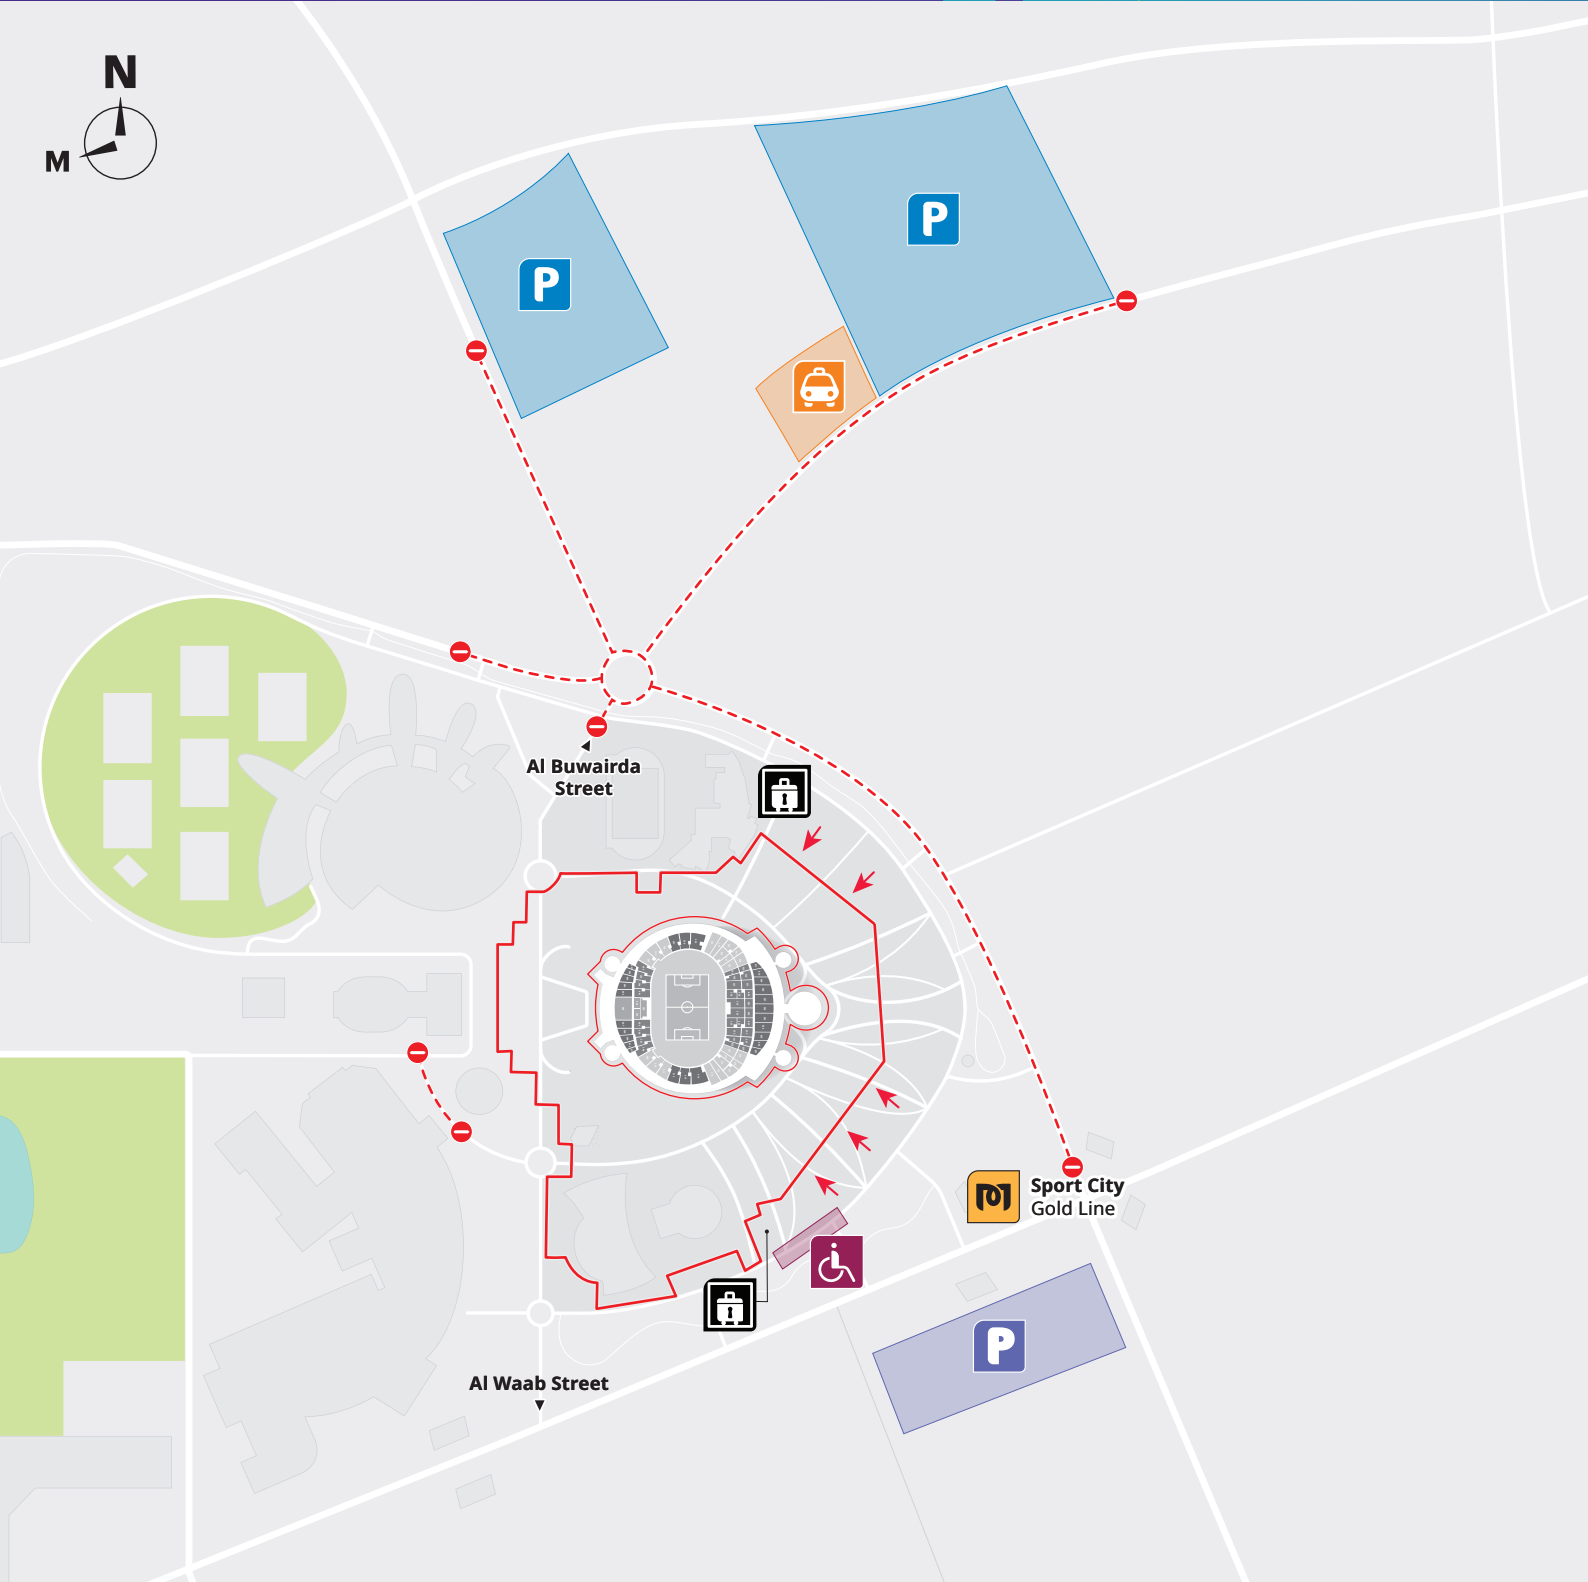 N
M
P
P
Al Buwairda
Street
Sport City
Gold Line
P
Al Waab Street